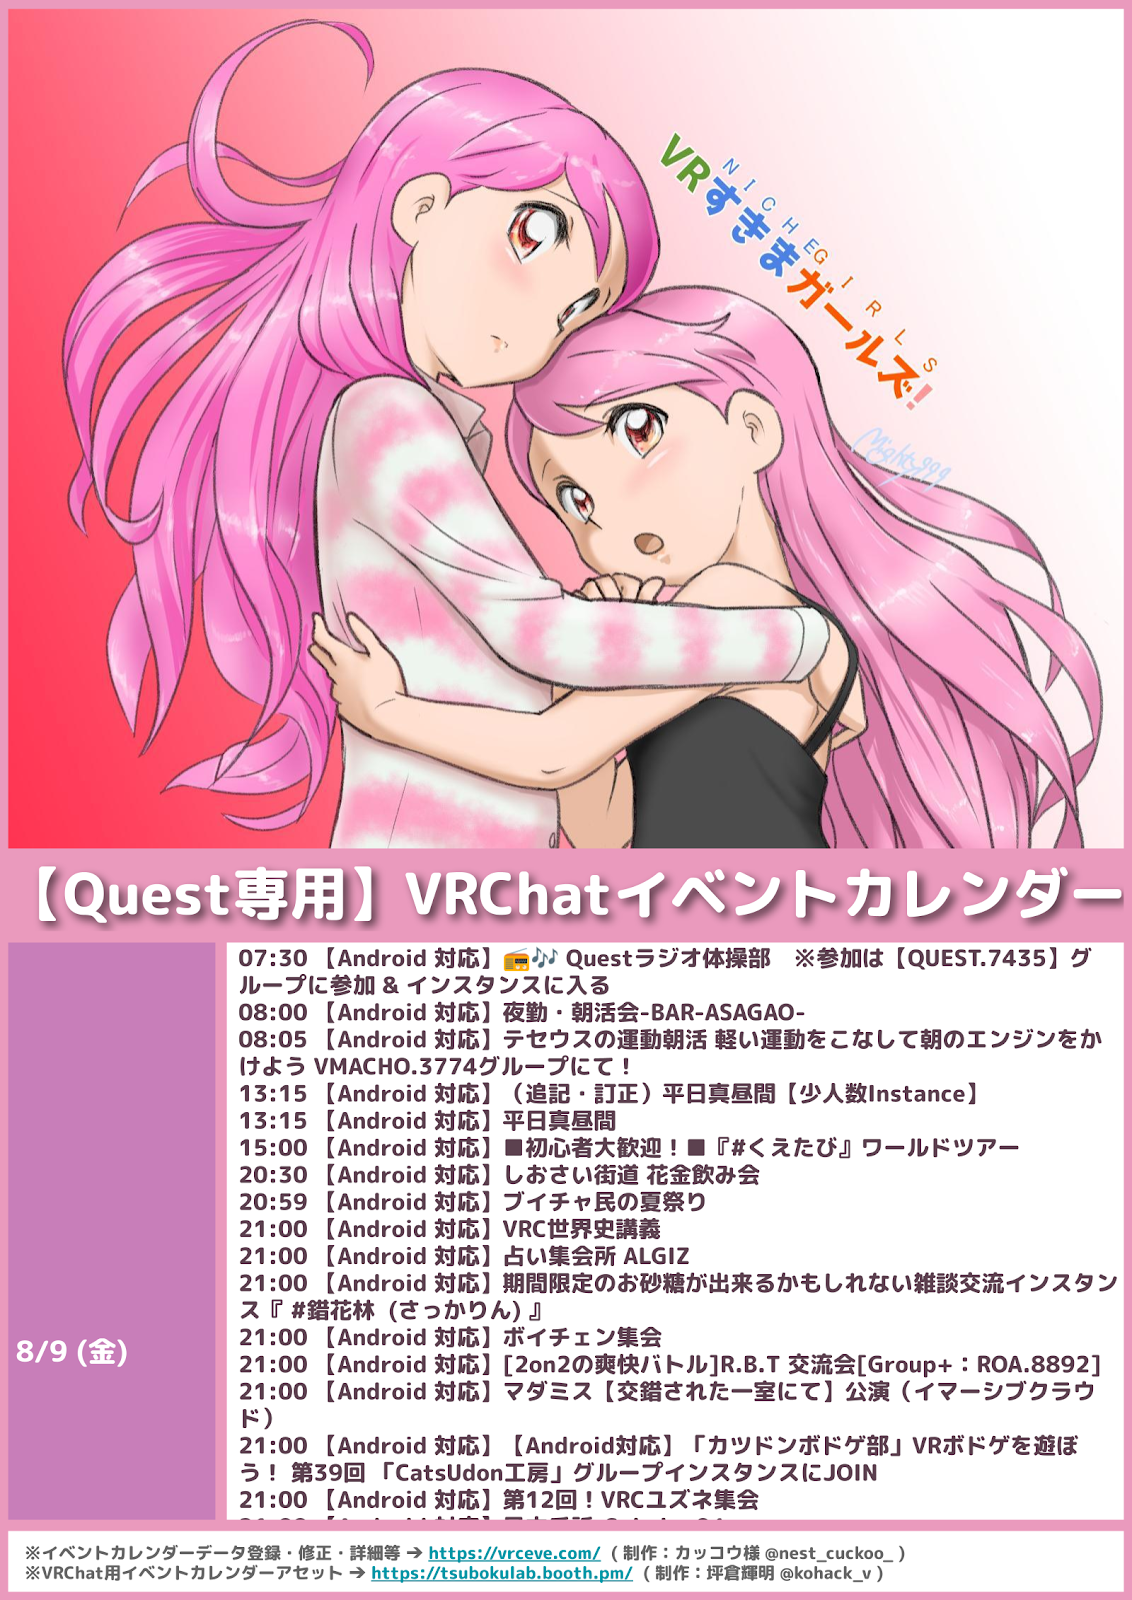 VRすきまガールズ!
NICHEGIRLS
Mighty999
【Quest専用】VRChatイベントカレンダー
8/9 (金)
07:30 【Android 対応】📻🎶 Questラジオ体操部　※参加は【QUEST.7435】グ
ループに参加 & インスタンスに入る
08:00 【Android 対応】夜勤・朝活会-BAR-ASAGAO-
08:05 【Android 対応】テセウスの運動朝活 軽い運動をこなして朝のエンジンをか
けよう VMACHO.3774グループにて！
13:15 【Android 対応】（追記・訂正）平日真昼間【少人数Instance】
13:15 【Android 対応】平日真昼間
15:00 【Android 対応】■初心者大歓迎！■『#くえたび』ワールドツアー
20:30 【Android 対応】しおさい街道 花金飲み会
20:59 【Android 対応】ブイチャ民の夏祭り
21:00 【Android 対応】VRC世界史講義
21:00 【Android 対応】占い集会所 ALGIZ
21:00 【Android 対応】期間限定のお砂糖が出来るかもしれない雑談交流インスタン
ス『 #錯花林（さっかりん）』
21:00 【Android 対応】ボイチェン集会
21:00 【Android 対応】[2on2の爽快バトル]R.B.T 交流会[Group+：ROA.8892]
21:00 【Android 対応】マダミス【交錯された一室にて】公演（イマーシブクラウ
ド）
21:00 【Android 対応】【Android対応】「カツドンボドゲ部」VRボドゲを遊ぼ
う！ 第39回 「CatsUdon工房」グループインスタンスにJOIN
21:00 【Android 対応】第12回！VRCユズネ集会
※イベントカレンダーデータ登録・修正・詳細等 ➔ https://vrceve.com/ （ 制作：カッコウ様 @nest_cuckoo_ ）
※VRChat用イベントカレンダーアセット ➔ https://tsubokulab.booth.pm/ （ 制作：坪倉輝明 @kohack_v ）